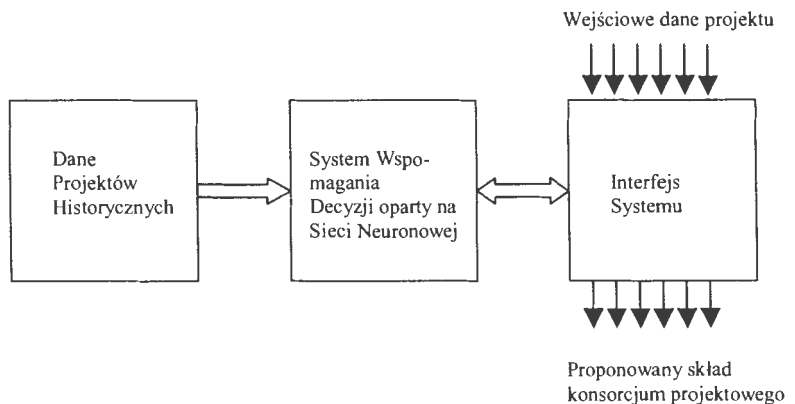 Wejściowe dane projektu
Dane
Projektów
Historycznych
System Wspo-
magania
Decyzji oparty na
Sieci Neuronowej
Interfejs
Systemu
Proponowany skład
konsorcjum projektowego